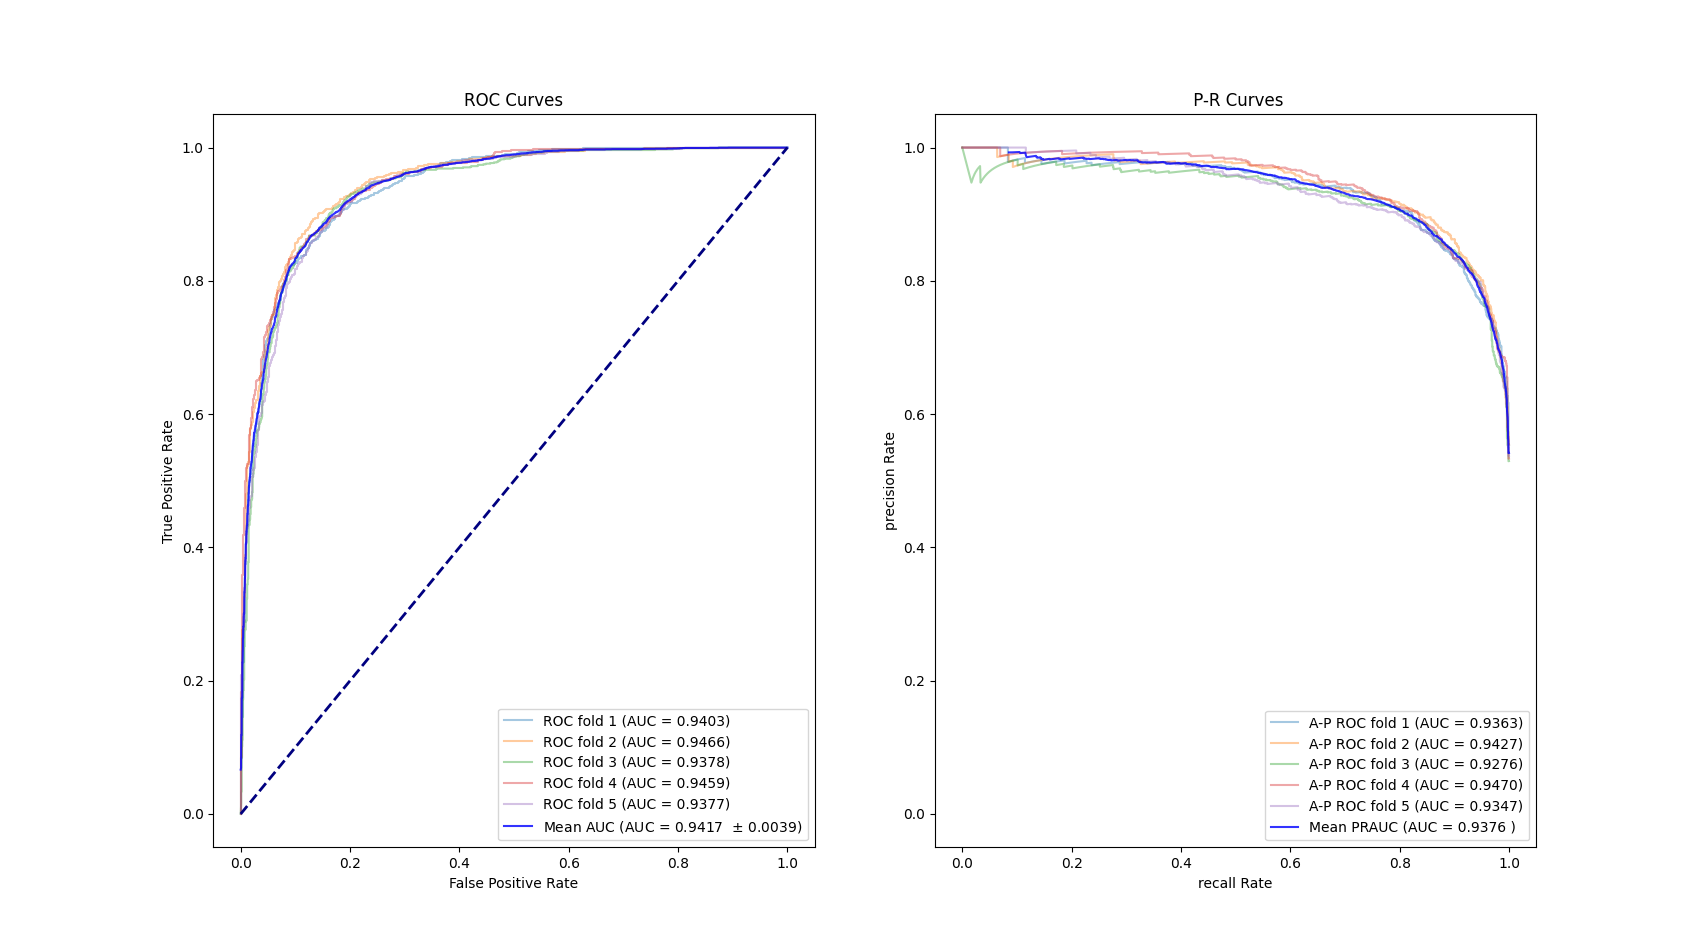 ROC Curves
1.0
0.8
0.6
0.4
0.2
0.0
True Positive Rate
0.0 0.2 0.4 0.6 0.8 1.0
False Positive Rate
ROC fold 1 (AUC = 0.9403)
ROC fold 2 (AUC = 0.9466)
ROC fold 3 (AUC = 0.9378)
ROC fold 4 (AUC = 0.9459)
ROC fold 5 (AUC = 0.9377)
Mean AUC (AUC = 0.9417 ± 0.0039)
P-R Curves
1.0
0.8
0.6
0.4
0.2
0.0
precision Rate
0.0 0.2 0.4 0.6 0.8 1.0
recall Rate
A-P ROC fold 1 (AUC = 0.9363)
A-P ROC fold 2 (AUC = 0.9427)
A-P ROC fold 3 (AUC = 0.9276)
A-P ROC fold 4 (AUC = 0.9470)
A-P ROC fold 5 (AUC = 0.9347)
Mean PRAUC (AUC = 0.9376 )